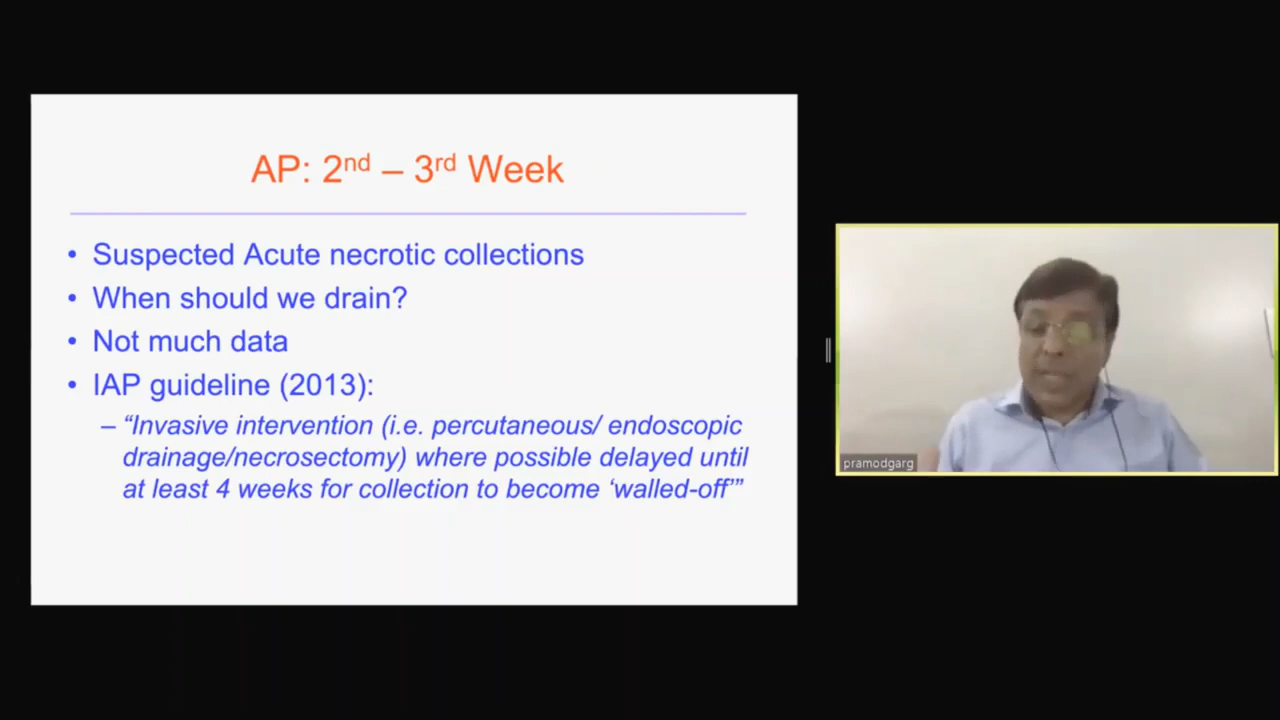 AP: 2nd – 3rd Week
• Suspected Acute necrotic collections
• When should we drain?
• Not much data
• IAP guideline (2013):
– “Invasive intervention (i.e. percutaneous/ endoscopic
drainage/necrosectomy) where possible delayed until
at least 4 weeks for collection to become ‘walled-off’”
pramodgarg